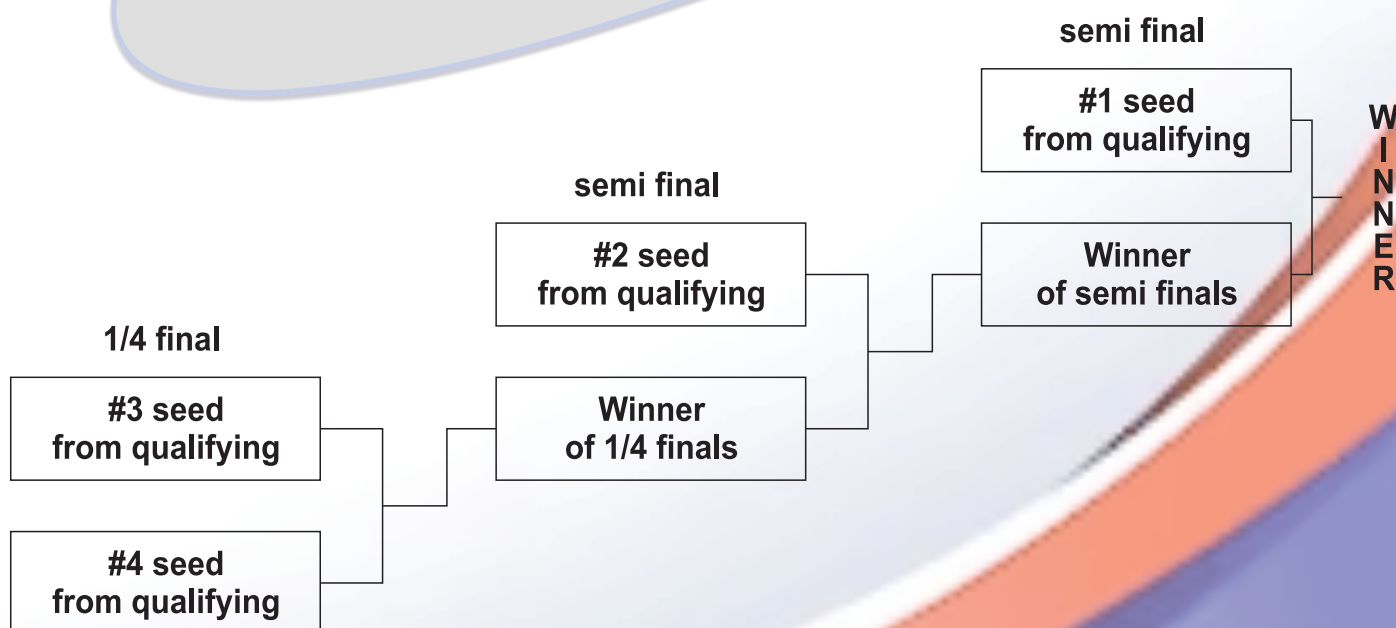 semi final
#1 seed
from qualifying
WINNER
semi final
#2 seed
from qualifying
Winner
of semi finals
1/4 final
#3 seed
from qualifying
Winner
of 1/4 finals
#4 seed
from qualifying